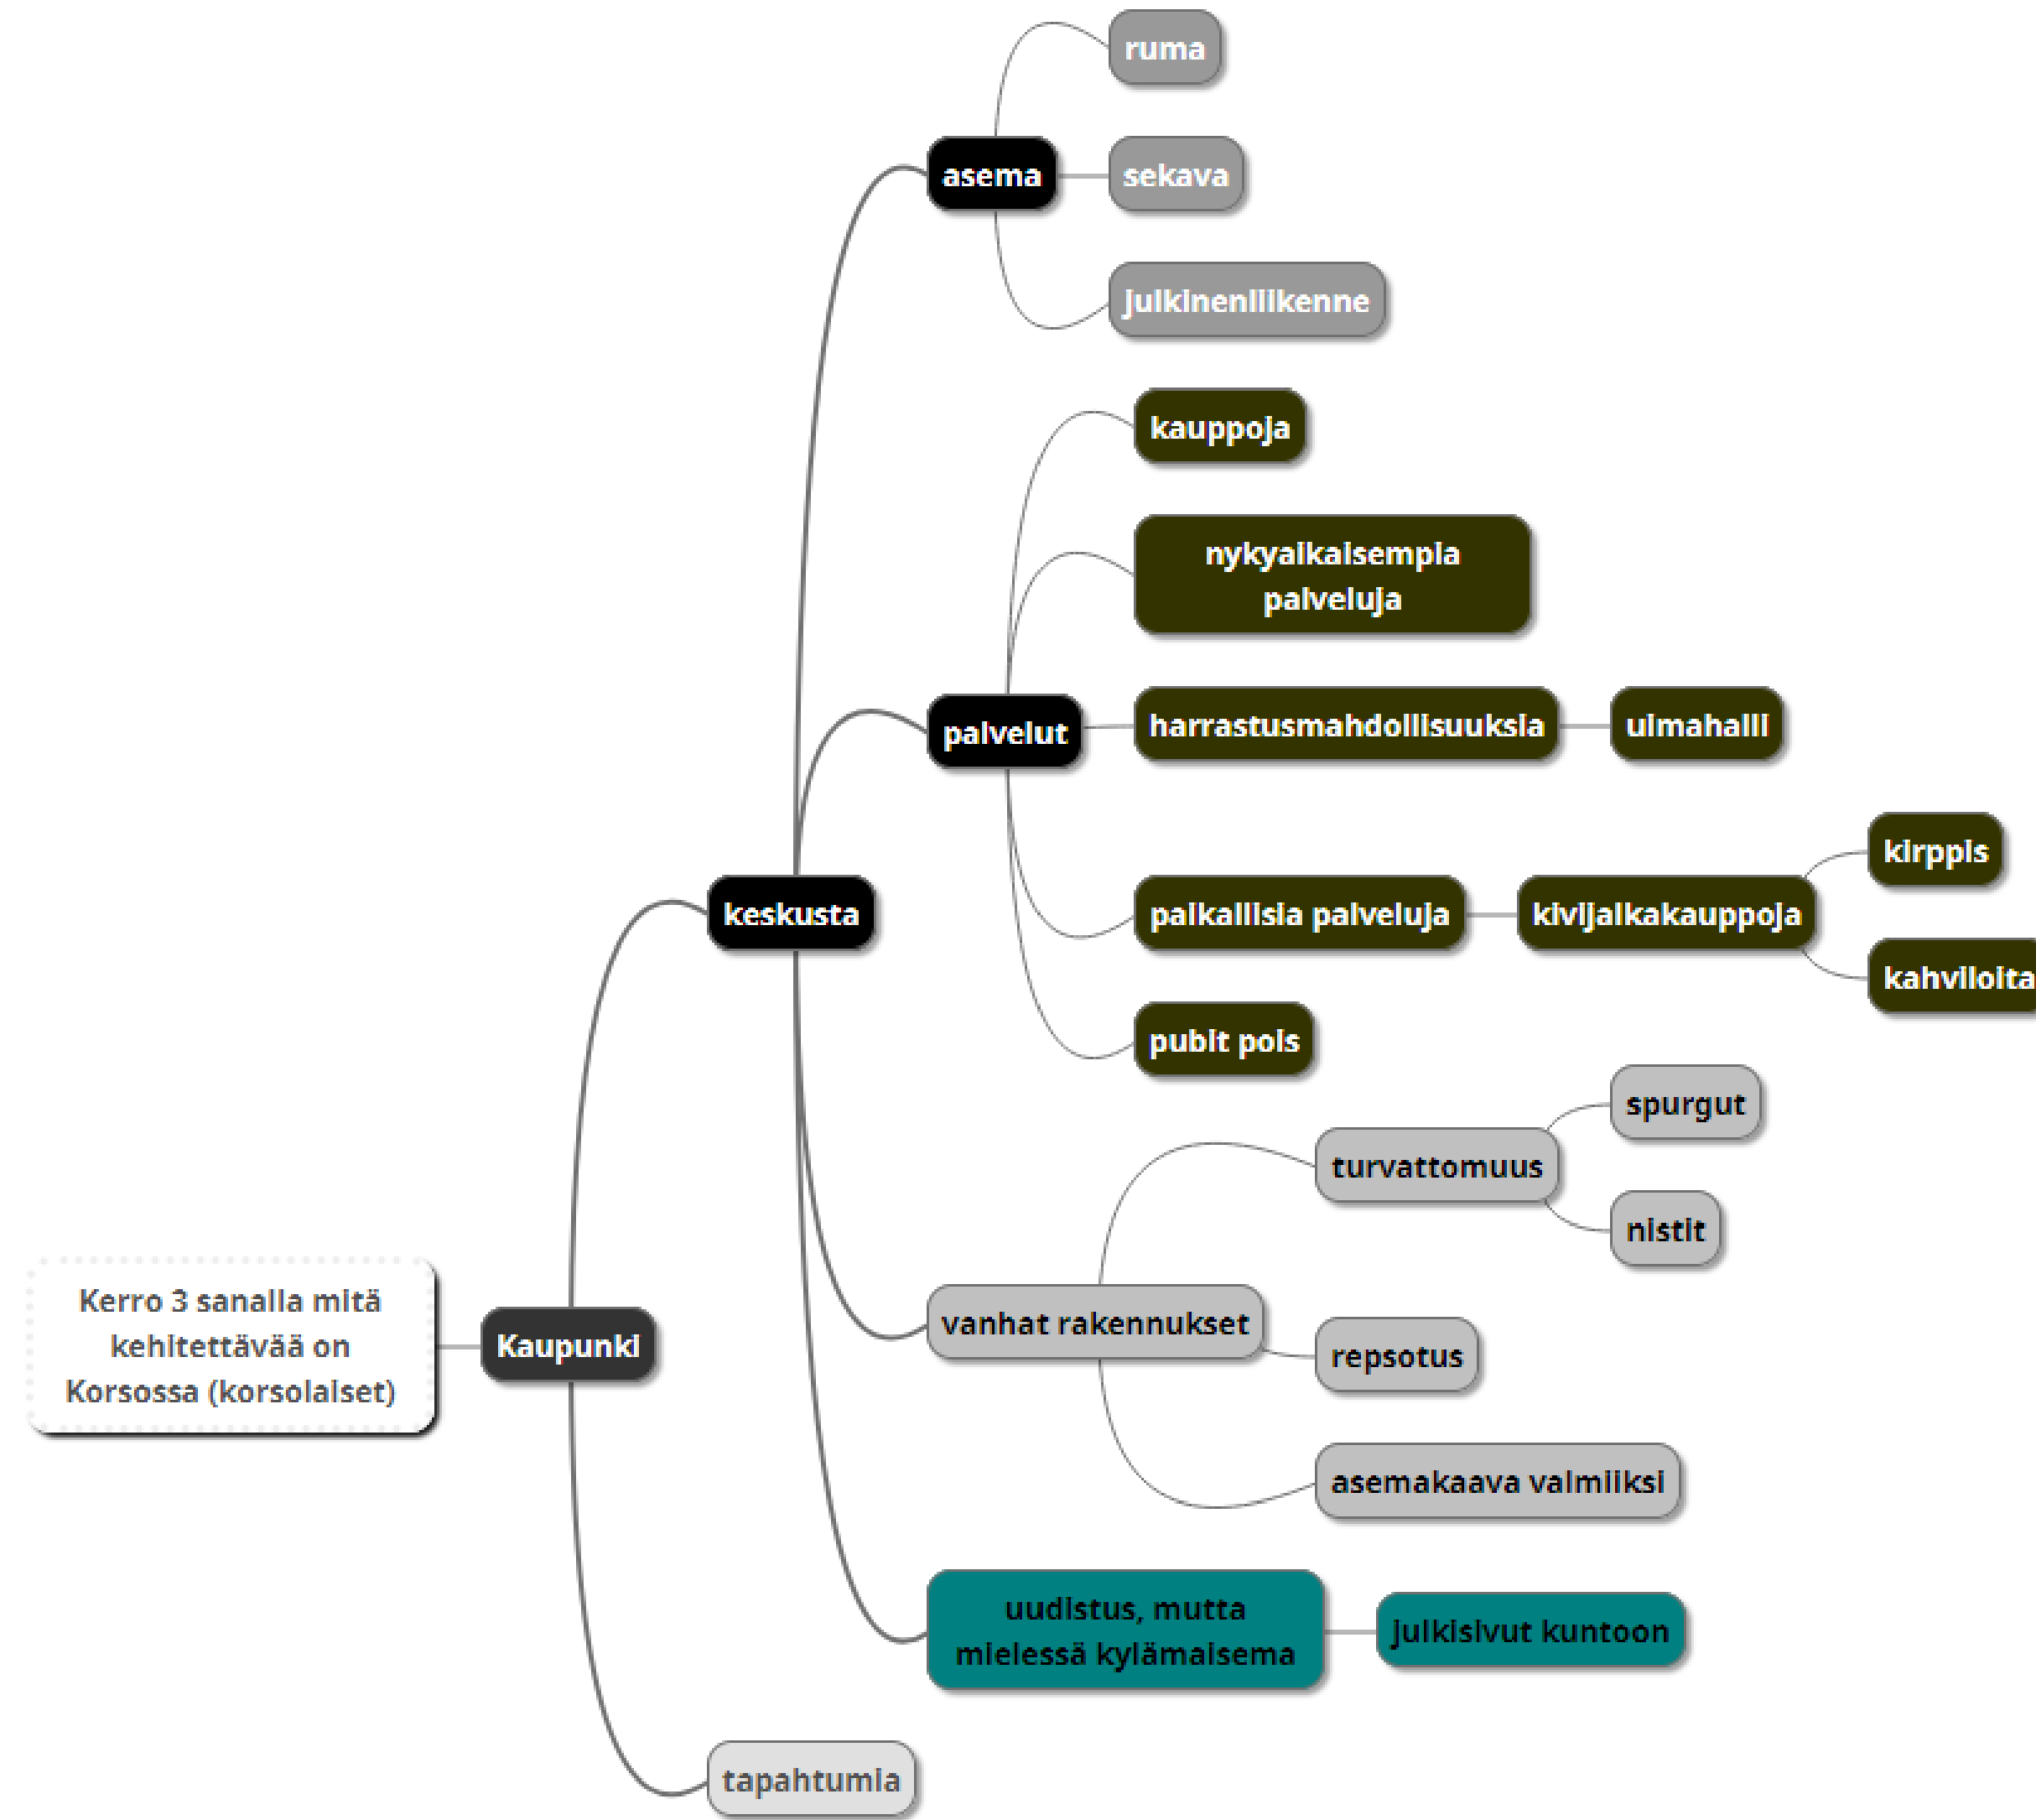 ruma
asema
sekava
julkinenliikenne
kauppoja
nykyaikaisempia
palveluja
palvelut
harrastusmahdollisuuksia
uimahalli
kirppis
keskusta
paikallisia palveluja
kivijalkakauppoja
kahviloita
pubit pois
spurgut
turvattomuus
nistit
vanhat rakennukset
repsotus
asemakaava valmiiksi
Kerro 3 sanalla mitä
kehitettävää on
Korsossa (korsolaiset)
Kaupunki
uudistus, mutta
mielessä kylämaisema
julkisivut kuntoon
tapahtumia